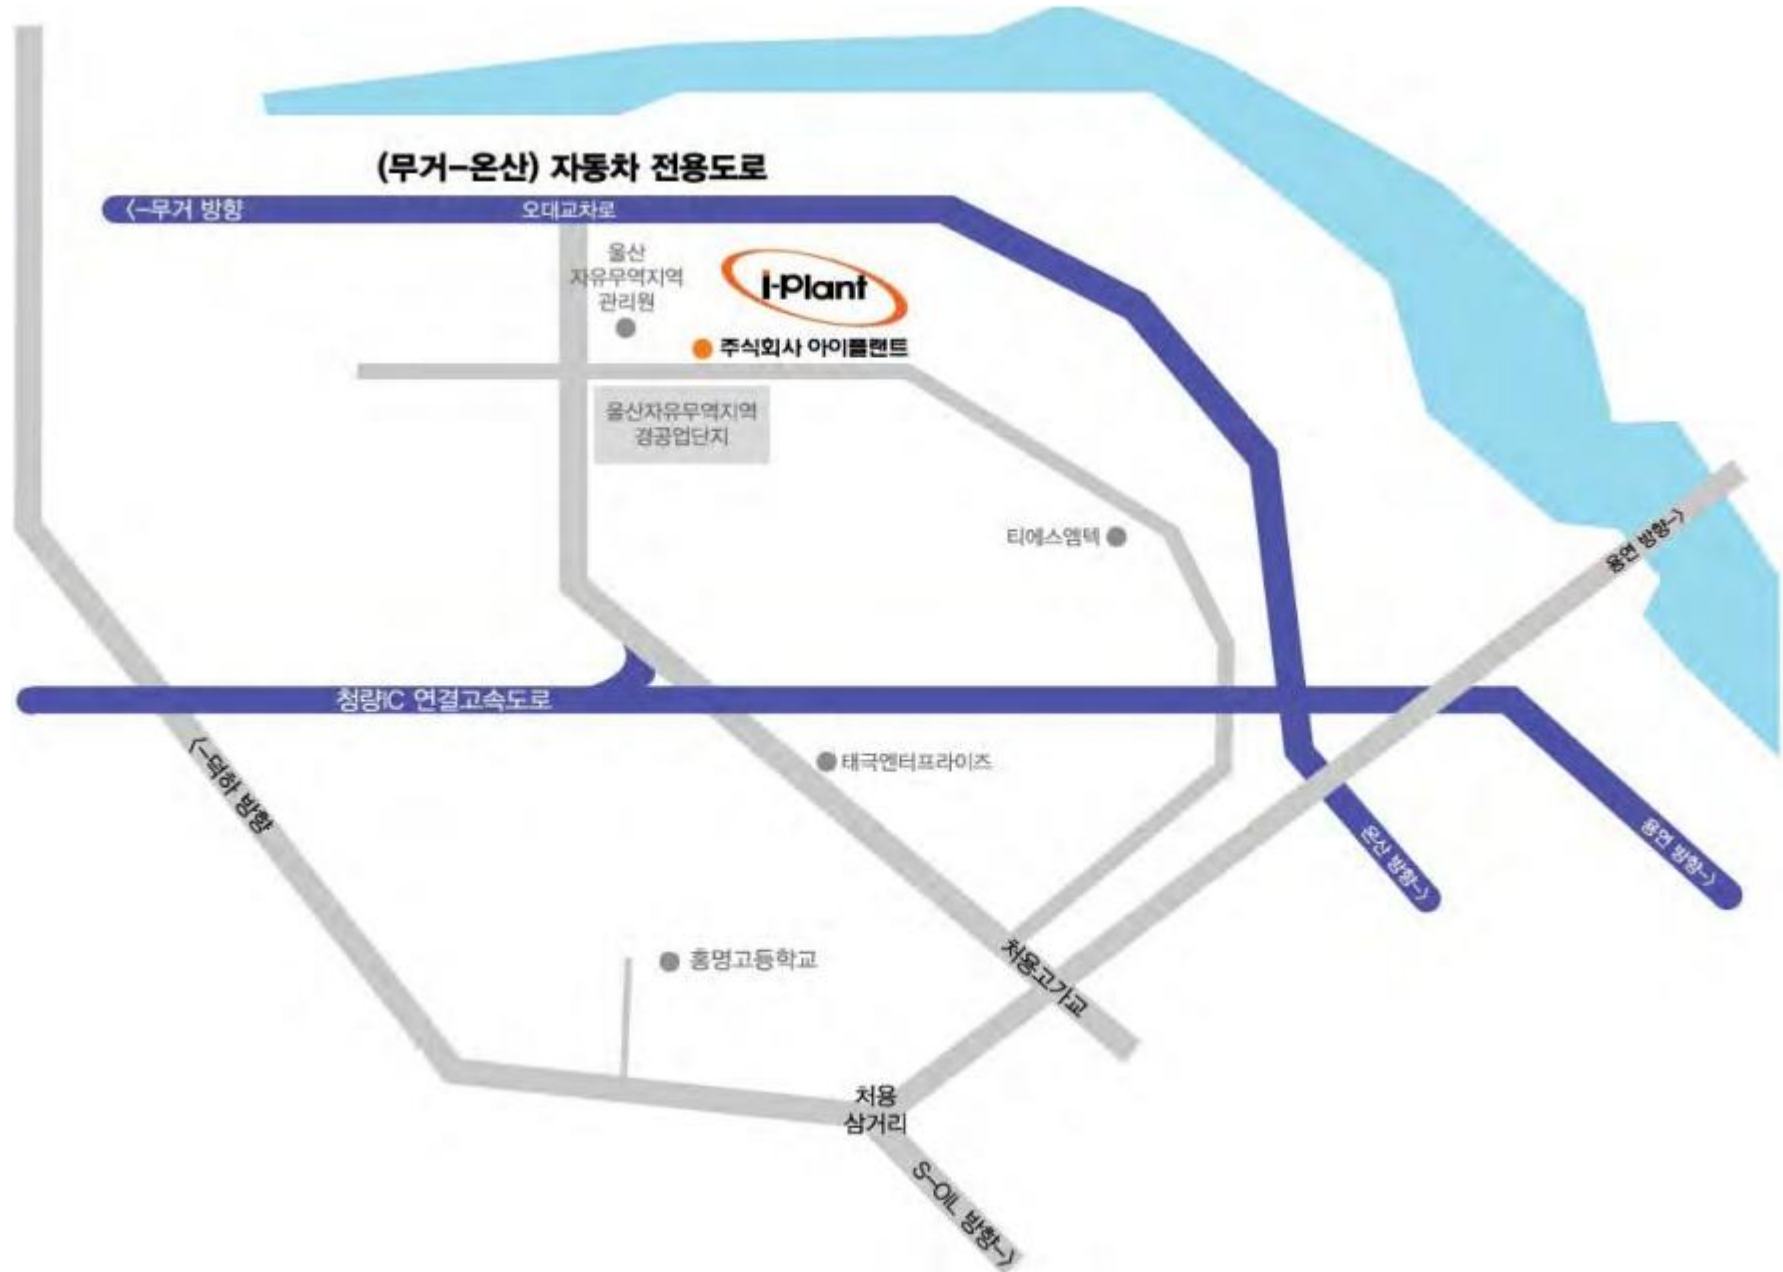 (무거-온산) 자동차 전용도로
<-무거 방향
오대교차로
울산
자유무역지역
관리원
i-Plant
주식회사 아이플랜트
울산자유무역지역
경공업단지
티에스엠텍
용연 방향->
청량IC 연결고속도로
<-덕하 방향
태극엔터프라이즈
온산 방향->
용연 방향->
홍명고등학교
처용고가교
처용
삼거리
S-OIL 방향->